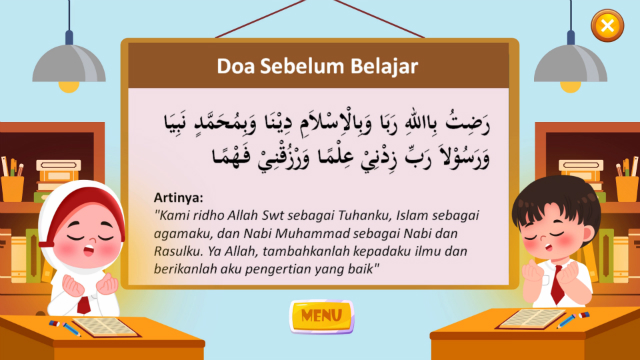 Doa Sebelum Belajar
رَضِتُ بِااللهِ رَبَا وَبِالْاِسْلاَمِ دِيْنَا وَبِمُحَمَّدٍ نَبِيَا
وَرَسُوْلاَ رَبِّ زِدْنِيْ عِلْمًا وَرْزُقْنِيْ فَهْمًا
Artinya:
"Kami ridho Allah Swt sebagai Tuhanku, Islam sebagai
agamaku, dan Nabi Muhammad sebagai Nabi dan
Rasulku. Ya Allah, tambahkanlah kepadaku ilmu dan
berikanlah aku pengertian yang baik"
MENU